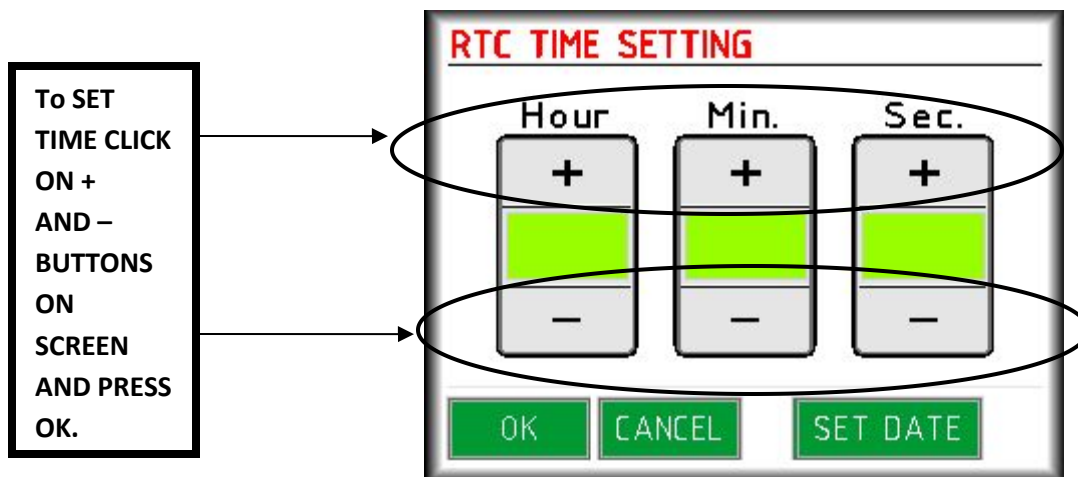 To SET
TIME CLICK
ON +
AND –
BUTTONS
ON
SCREEN
AND PRESS
OK.
RTC TIME SETTING
Hour Min. Sec.
+ + +
– – –
OK CANCEL SET DATE